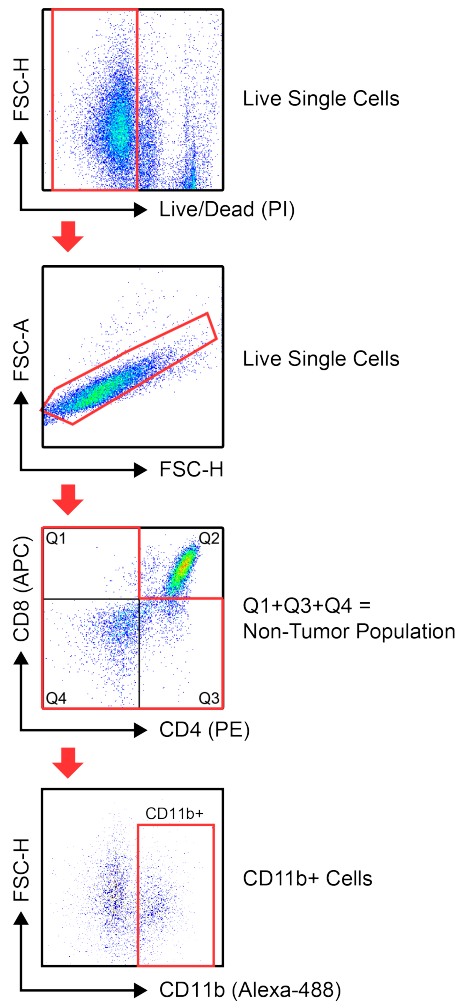 FSC-H
Live Single Cells
Live/Dead (PI)
FSC-A
Live Single Cells
FSC-H
CD8 (APC)
Q1
Q2
Q1+Q3+Q4 =
Non-Tumor Population
Q4
Q3
CD4 (PE)
FSC-H
CD11b+
CD11b+ Cells
CD11b (Alexa-488)